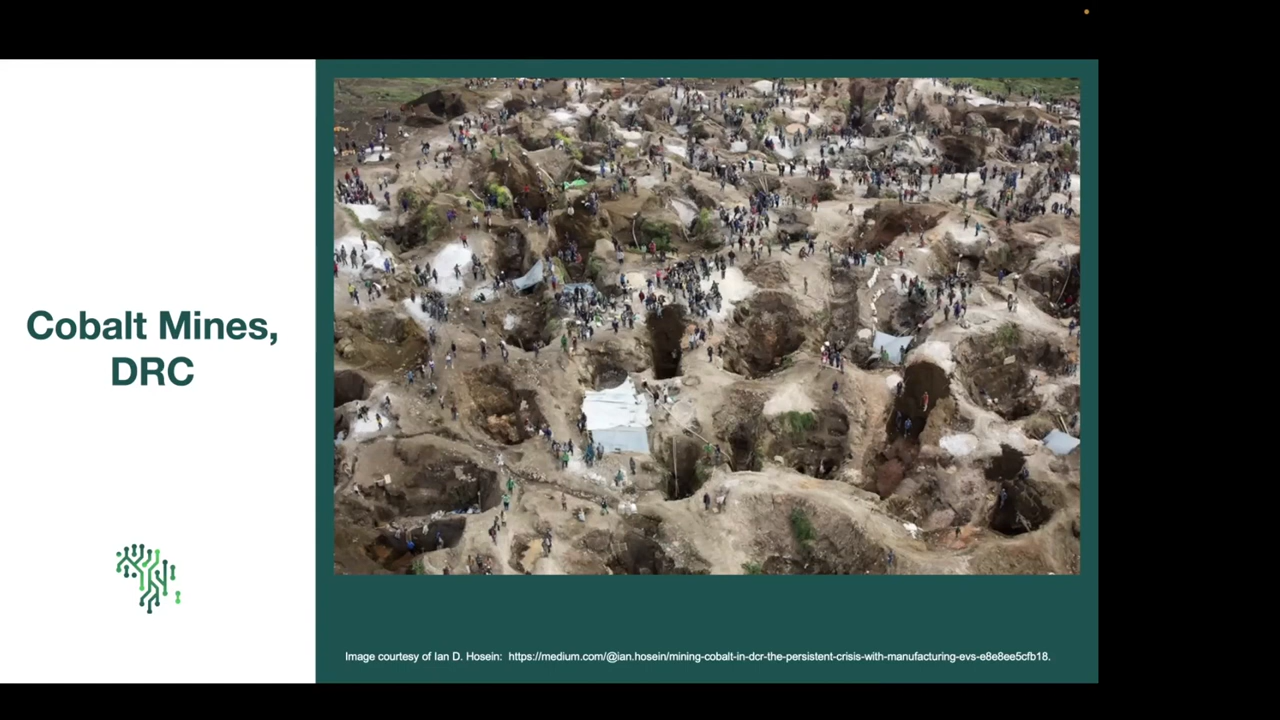 Cobalt Mines,
DRC
Image courtesy of Ian D. Hosein: https://medium.com/@ian.hosein/mining-cobalt-in-dcr-the-persistent-crisis-with-manufacturing-evs-e8e8ee5cfb18.